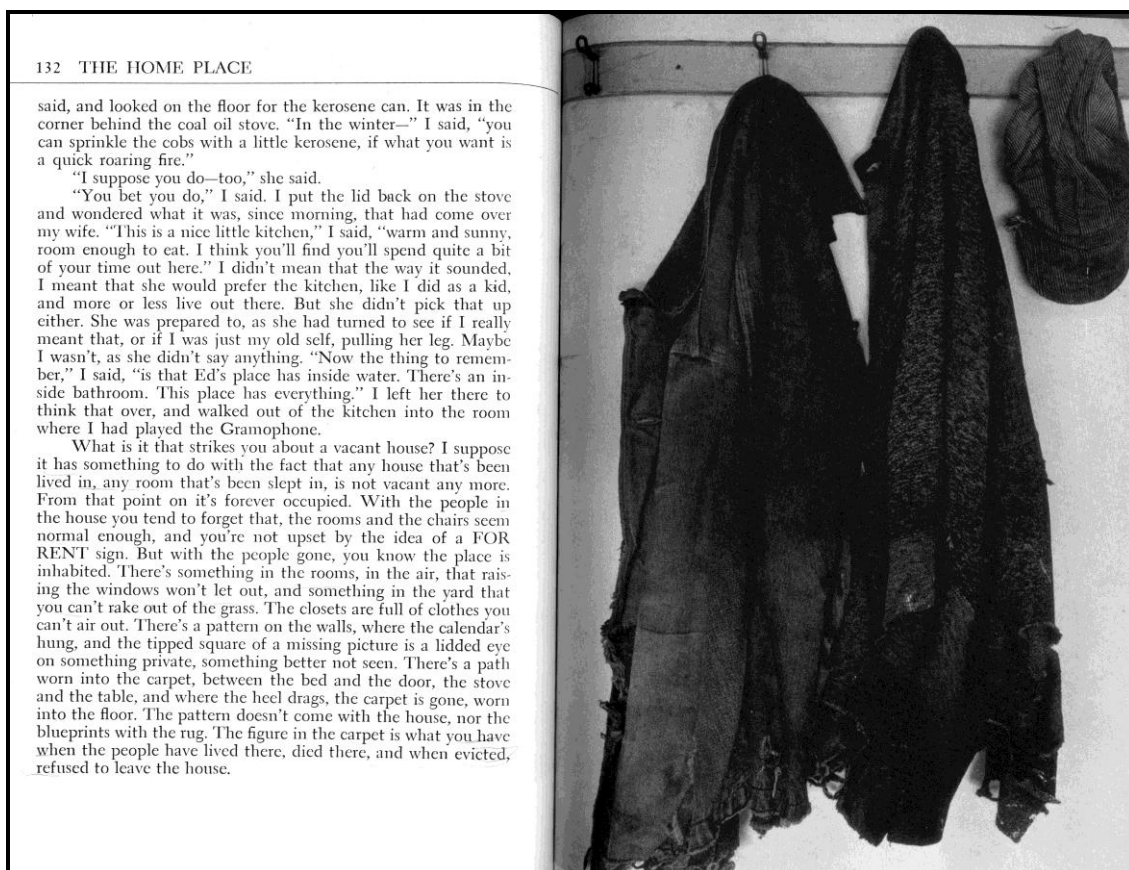 132 THE HOME PLACE
said, and looked on the floor for the kerosene can. It was in the
corner behind the coal oil stove. “In the winter—” I said, “you
can sprinkle the cobs with a little kerosene, if what you want is
a quick roaring fire.”
“I suppose you do—too,” she said.
“You bet you do,” I said. I put the lid back on the stove
and wondered what it was, since morning, that had come over
my wife. “This is a nice little kitchen,” I said, “warm and sunny,
room enough to eat. I think you’ll find you’ll spend quite a bit
of your time out here.” I didn’t mean that the way it sounded.
I meant that she would prefer the kitchen, like I did as a kid,
and more or less live out there. But she didn’t pick that up
either. She was prepared to, as she had turned to see if I really
meant that, or if I was just my old self, pulling her leg. Maybe
I wasn’t, as she didn’t say anything. “Now the thing to remem-
ber,” I said, “is that Ed’s place has inside water. There’s an in-
side bathroom. This place has everything.” I left her there to
think that over, and walked out of the kitchen into the room
where I had played the Gramophone.
What is it that strikes you about a vacant house? I suppose
it has something to do with the fact that any house that’s been
lived in, any room that’s been slept in, is not vacant any more.
From that point on it’s forever occupied. With the people in
the house you tend to forget that, the rooms and the chairs seem
normal enough, and you’re not upset by the idea of a FOR
RENT sign. But with the people gone, you know the place is
inhabited. There’s something in the rooms, in the air, that rais-
ing the windows won’t let out, and something in the yard that
you can’t rake out of the grass. The closets are full of clothes you
can’t air out. There’s a pattern on the walls, where the calendar’s
hung, and the tipped square of a missing picture is a lidded eye
on something private, something better not seen. There’s a path
worn into the carpet, between the bed and the door, the stove
and the table, and where the heel drags, the carpet is gone, worn
into the floor. The pattern doesn’t come with the house, nor the
blueprints with the rug. The figure in the carpet is what you have
when the people have lived there, died there, and when evicted,
refused to leave the house.